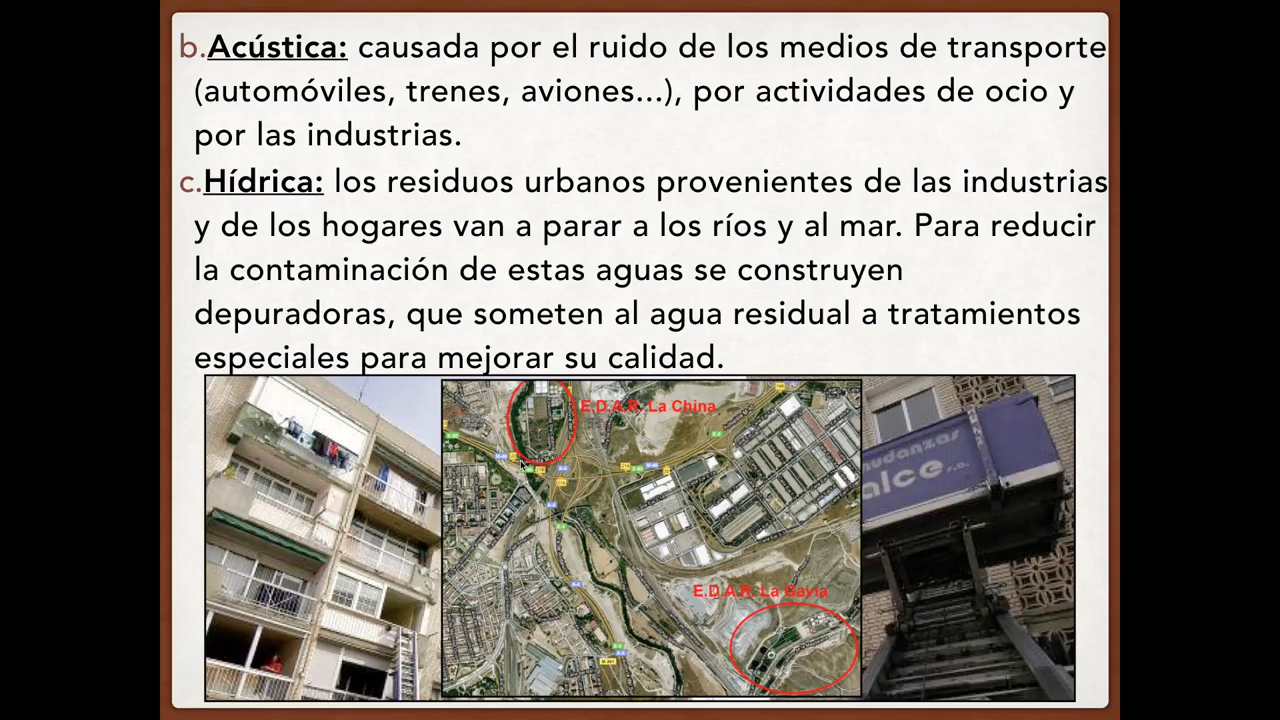 b.Acústica: causada por el ruido de los medios de transporte
(automóviles, trenes, aviones...), por actividades de ocio y
por las industrias.
c.Hídrica: los residuos urbanos provenientes de las industrias
y de los hogares van a parar a los ríos y al mar. Para reducir
la contaminación de estas aguas se construyen
depuradoras, que someten al agua residual a tratamientos
especiales para mejorar su calidad.
E.D.A.R. La China
E.D.A.R. La Gavia
mudanzas
alce s.a.